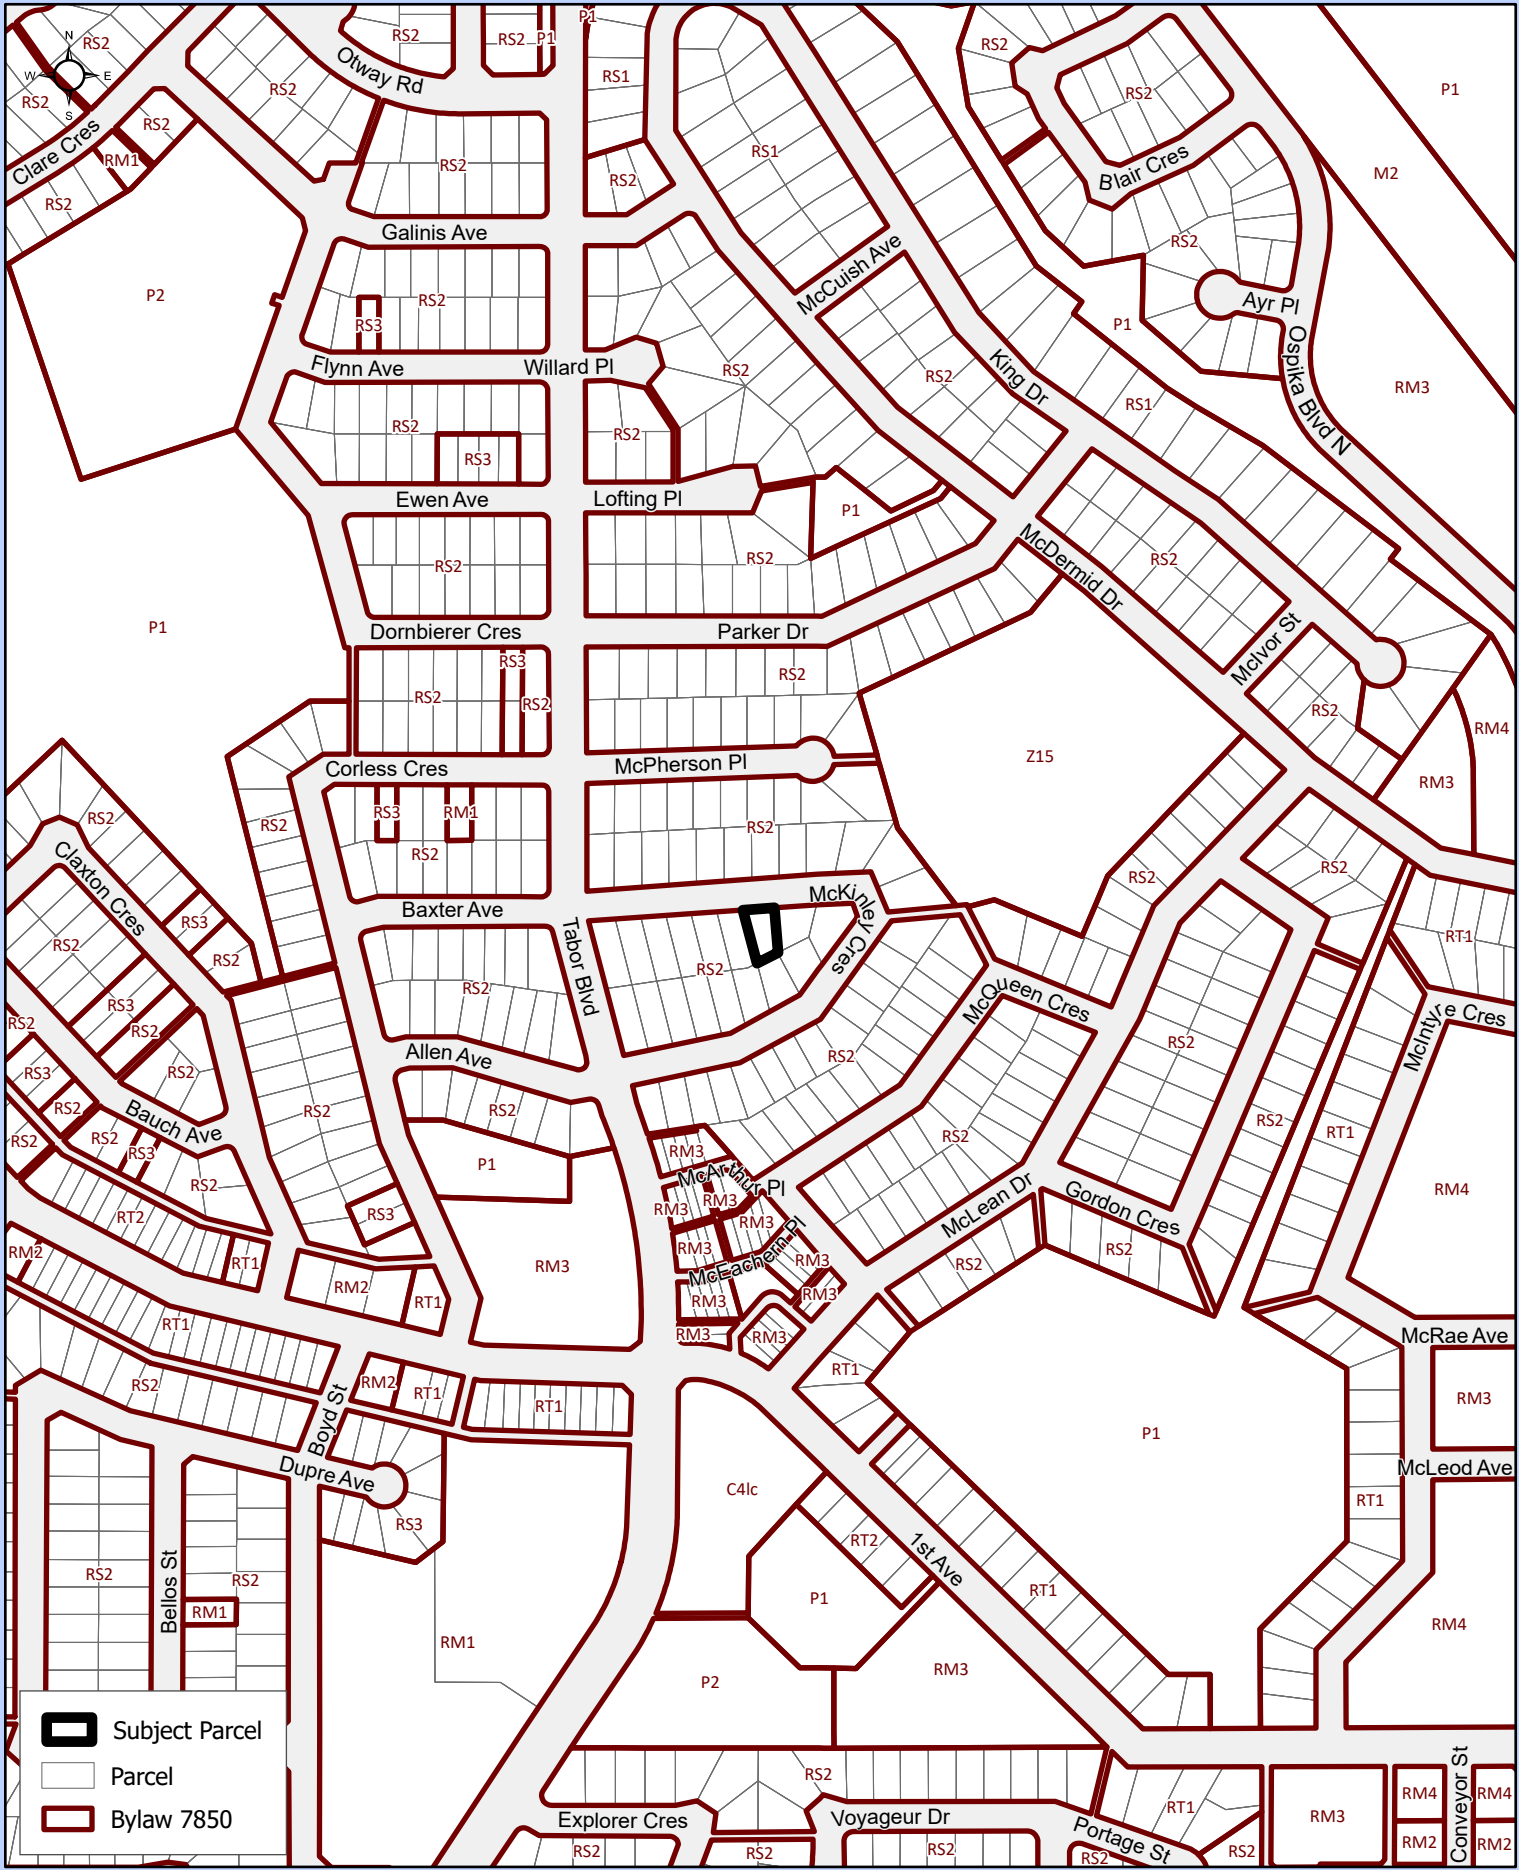 P1
RS2
RS2
RS2
P1
Otway Rd
RS2
N
W
E
S
RS2
RS2
RS1
RS2
P1
M2
RS2
Clare Cres
RM1
RS2
RS2
RS2
RS1
Blair Cres
Galinis Ave
RS2
McCuish Ave
P2
RS2
RS3
Ayr Pl
P1
Ospika Blvd N
Flynn Ave
Willard Pl
RS2
RS2
King Dr
RM3
RS1
RS2
RS3
RS2
Ewen Ave
Lofting Pl
P1
RS2
RS2
McDermid Dr
RS2
P1
Dornbierer Cres
Parker Dr
McIvor St
RS3
RS2
RS2
RS2
RS2
RM4
Corless Cres
McPherson Pl
Z15
RM3
RS2
RS2
RS3
RM1
RS2
RS2
Claxton Cres
RS2
RS2
Baxter Ave
McKinley Cres
RS3
RS2
RS2
Tabor Blvd
RS2
RT1
RS3
RS2
RS2
RS2
McQueen Cres
McIntyre Cres
RS2
RS2
Allen Ave
RS2
RS3
RS2
RS2
RS2
RS2
RS2
Bauch Ave
RS2
RS2
RS3
P1
RM3
RS2
RT1
RS2
McArthur Pl
RM3
RM3
RM3
RM3
RM3
RM3
RM3
RM3
RM3
RM3
McEachern Pl
McLean Dr
Gordon Cres
RM4
RT2
RS3
RM2
RT1
RM2
RT1
RM3
RS2
RS2
RT1
McRae Ave
RS2
RM2
RT1
RT1
RT1
RM3
Boyd St
Dupre Ave
P1
McLeod Ave
C4lc
RT1
RS3
RT2
1st Ave
RS2
Bellos St
RS2
RM1
P1
RT1
RM4
RM1
P2
RM3
Subject Parcel
Parcel
Bylaw 7850
RS2
Explorer Cres
Voyageur Dr
Portage St
RT1
RM3
RM4
RM4
Conveyor St
RM2
RM2
RS2
RS2
RS2
RS2
RS2